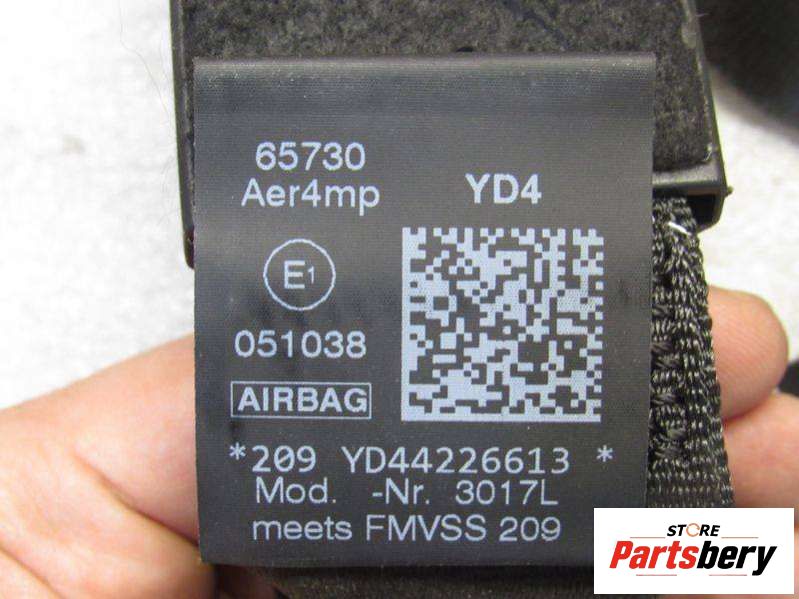 65730
Aer4mp YD4
E1
051038
AIRBAG
*209 YD44226613 *
Mod. -Nr. 3017L
meets FMVSS 209
STORE
Partsbery